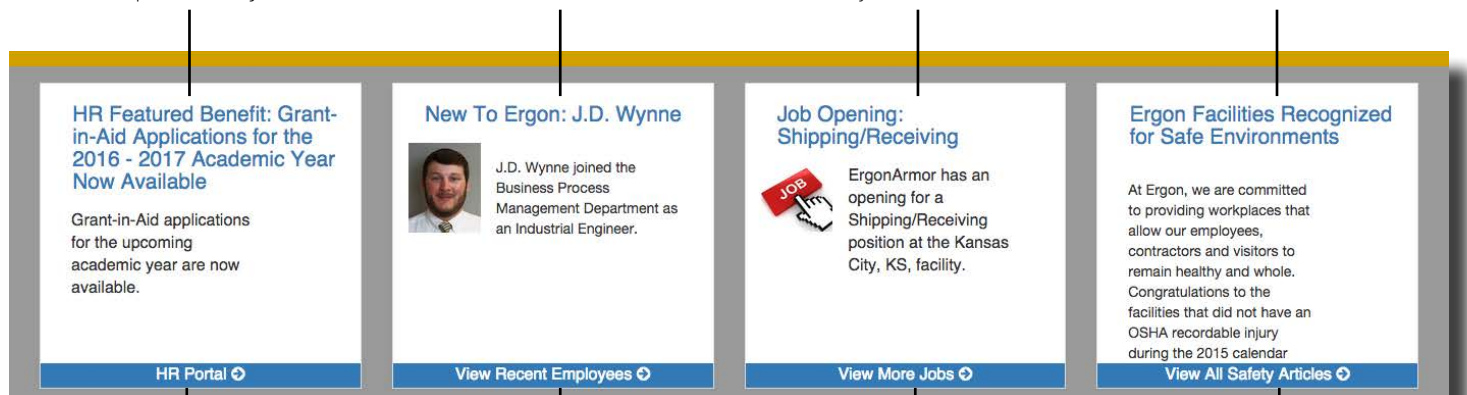 HR Featured Benefit: Grant-
in-Aid Applications for the
2016 - 2017 Academic Year
Now Available
Grant-in-Aid applications
for the upcoming
academic year are now
available.
HR Portal
New To Ergon: J.D. Wynne
J.D. Wynne joined the
Business Process
Management Department as
an Industrial Engineer.
View Recent Employees
Job Opening:
Shipping/Receiving
JOB
ErgonArmor has an
opening for a
Shipping/Receiving
position at the Kansas
City, KS, facility.
View More Jobs
Ergon Facilities Recognized
for Safe Environments
At Ergon, we are committed
to providing workplaces that
allow our employees,
contractors and visitors to
remain healthy and whole.
Congratulations to the
facilities that did not have an
OSHA recordable injury
during the 2015 calendar
View All Safety Articles